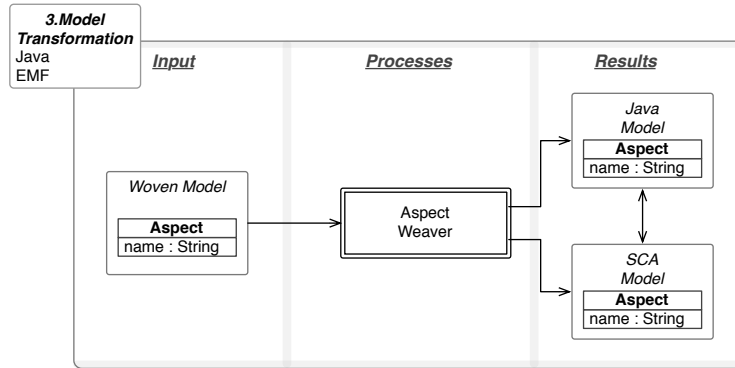 3.Model
Transformation
Java
EMF
Input
Processes
Results
Woven Model
Aspect
name : String
Aspect
Weaver
Java
Model
Aspect
name : String
SCA
Model
Aspect
name : String